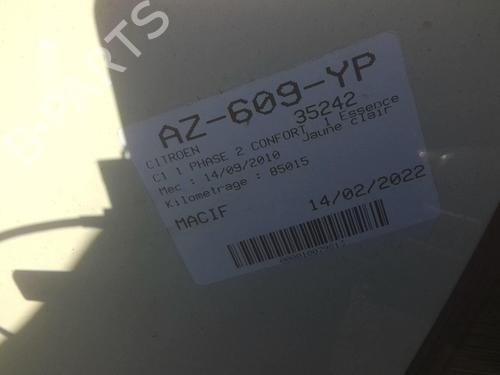 B-PARTS
AZ-609-YP
35242
CITROEN
C1 1 PHASE 2 CONFORT 1 Essence
Mec : 14/09/2010 Jaune clair
Kilometrage : 85015
MACIF 14/02/2022